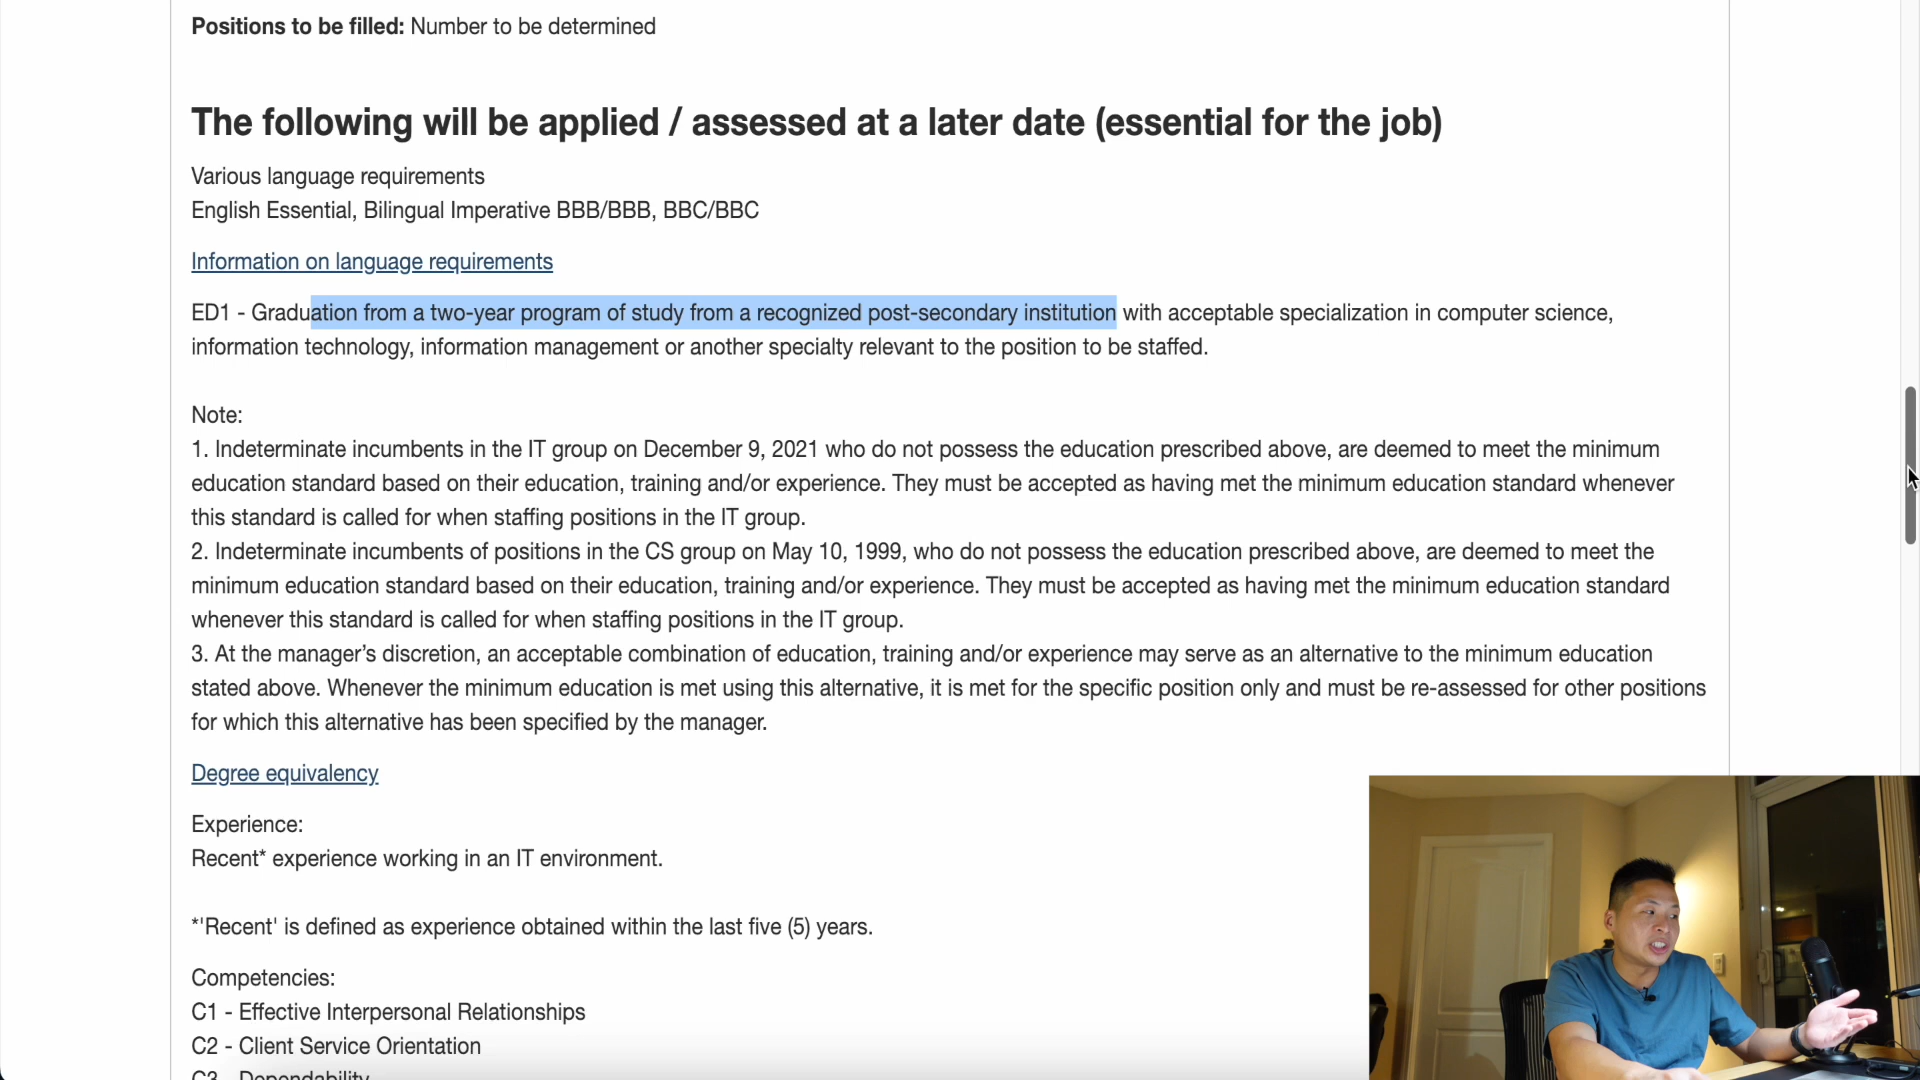 Positions to be filled: Number to be determined
The following will be applied / assessed at a later date (essential for the job)
Various language requirements
English Essential, Bilingual Imperative BBB/BBB, BBC/BBC
Information on language requirements
ED1 - Graduation from a two-year program of study from a recognized post-secondary institution with acceptable specialization in computer science,
information technology, information management or another specialty relevant to the position to be staffed.
Note:
1. Indeterminate incumbents in the IT group on December 9, 2021 who do not possess the education prescribed above, are deemed to meet the minimum
education standard based on their education, training and/or experience. They must be accepted as having met the minimum education standard whenever
this standard is called for when staffing positions in the IT group.
2. Indeterminate incumbents of positions in the CS group on May 10, 1999, who do not possess the education prescribed above, are deemed to meet the
minimum education standard based on their education, training and/or experience. They must be accepted as having met the minimum education standard
whenever this standard is called for when staffing positions in the IT group.
3. At the manager’s discretion, an acceptable combination of education, training and/or experience may serve as an alternative to the minimum education
stated above. Whenever the minimum education is met using this alternative, it is met for the specific position only and must be re-assessed for other positions
for which this alternative has been specified by the manager.
Degree equivalency
Experience:
Recent* experience working in an IT environment.
*'Recent' is defined as experience obtained within the last five (5) years.
Competencies:
C1 - Effective Interpersonal Relationships
C2 - Client Service Orientation
C3 - Dependability